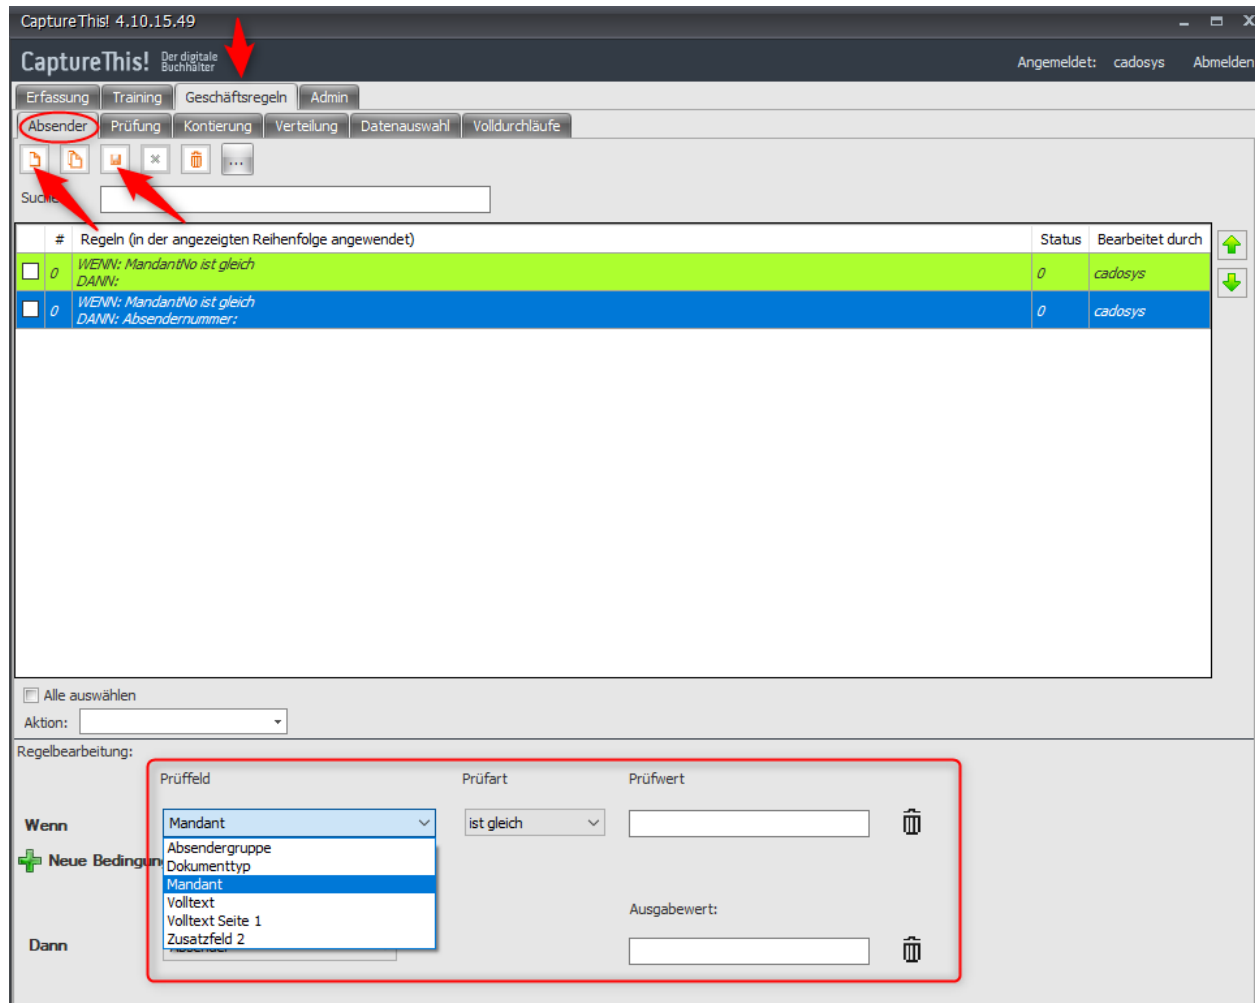 CaptureThis! 4.10.15.49
CaptureThis! Der digitale Buchhalter
Angemeldet: cadosys Abmelden
Erfassung Training Geschäftsregeln Admin
Absender Prüfung Kontierung Verteilung Datenauswahl Volldurchläufe
...
# Regeln (in der angezeigten Reihenfolge angewendet) Status Bearbeitet durch
0 WENN: MandantNo ist gleich 0 cadosys
DANN:
0 WENN: MandantNo ist gleich 0 cadosys
DANN: Absendernummer:
Alle auswählen
Aktion:
Regelbearbeitung:
Prüffeld Prüfart Prüfwert
Wenn Mandant ist gleich
Absendergruppe
Neue Bedingun
Dokumenttyp
Mandant
Volltext
Volltext Seite 1
Ausgabewert:
Zusatzfeld 2
Dann